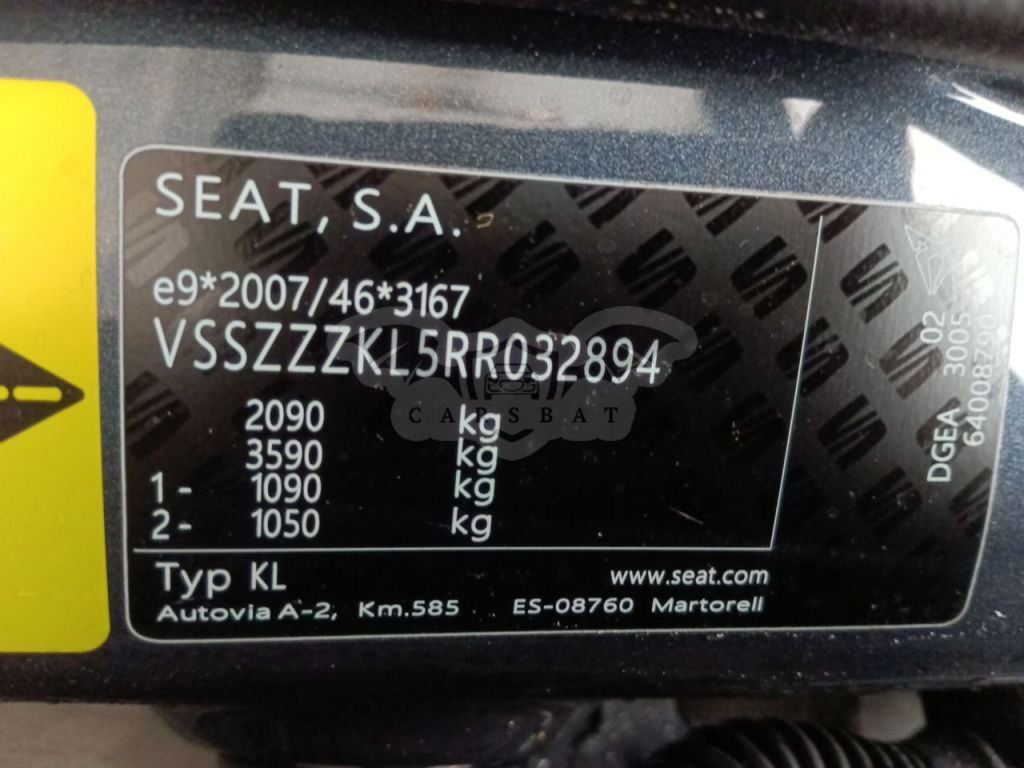 SEAT, S.A.
e9*2007/46*3167
VSSZZZKL5RR032894
2090 kg
3590 kg
1- 1090 kg
2- 1050 kg
Typ KL www.seat.com
Autovia A-2, Km.585 ES-08760 Martorell
DGEA 3005 02
64008790
CARSBAT